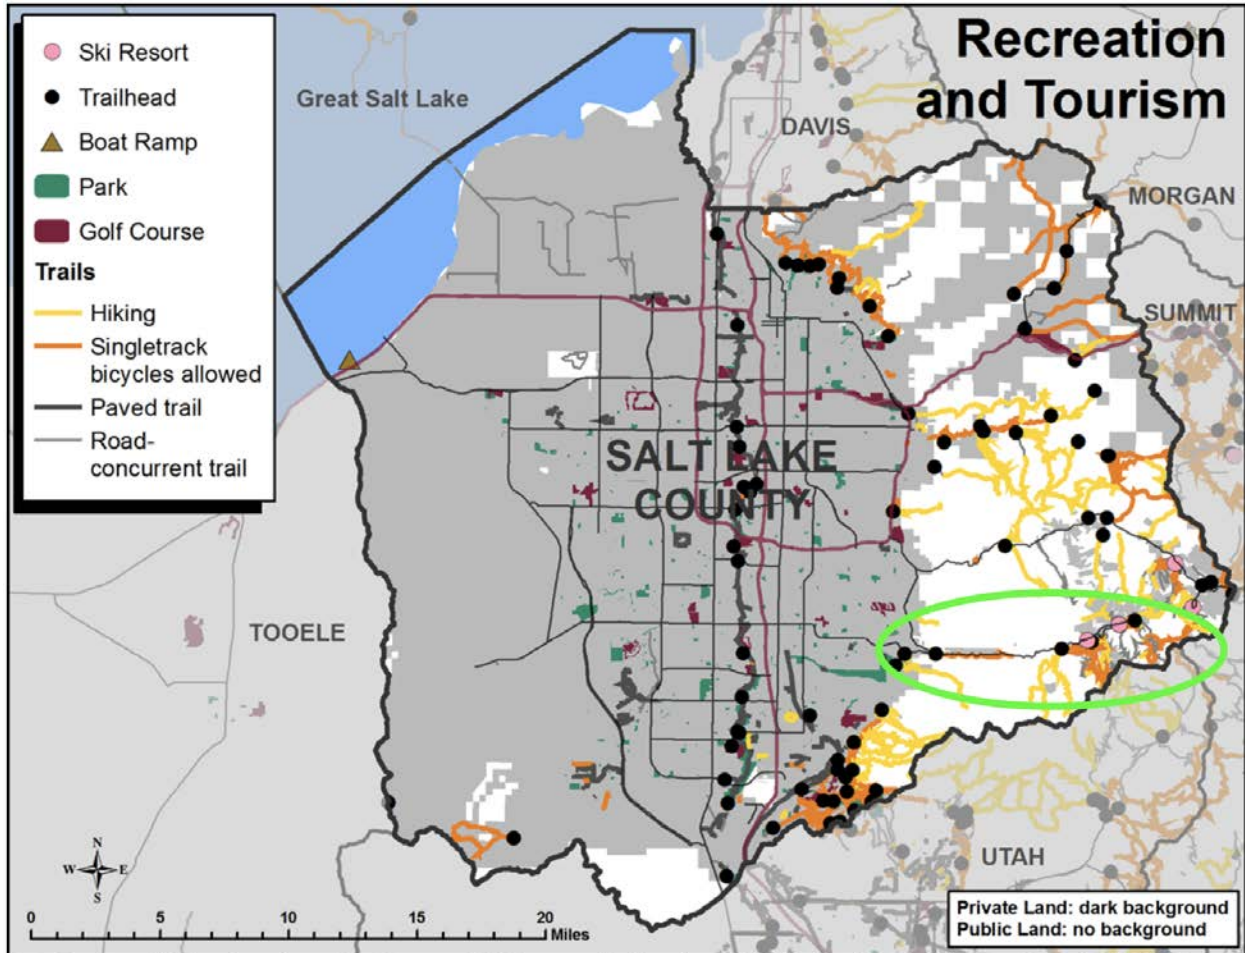 Recreation
and Tourism
Ski Resort
Trailhead
Boat Ramp
Park
Golf Course
Trails
Hiking
Singletrack
bicycles allowed
Paved trail
Road-
concurrent trail
Great Salt Lake
DAVIS
MORGAN
SUMMIT
SALT LAKE
COUNTY
TOOELE
UTAH
N
W E
S
0 5 10 15 20
Miles
Private Land: dark background
Public Land: no background